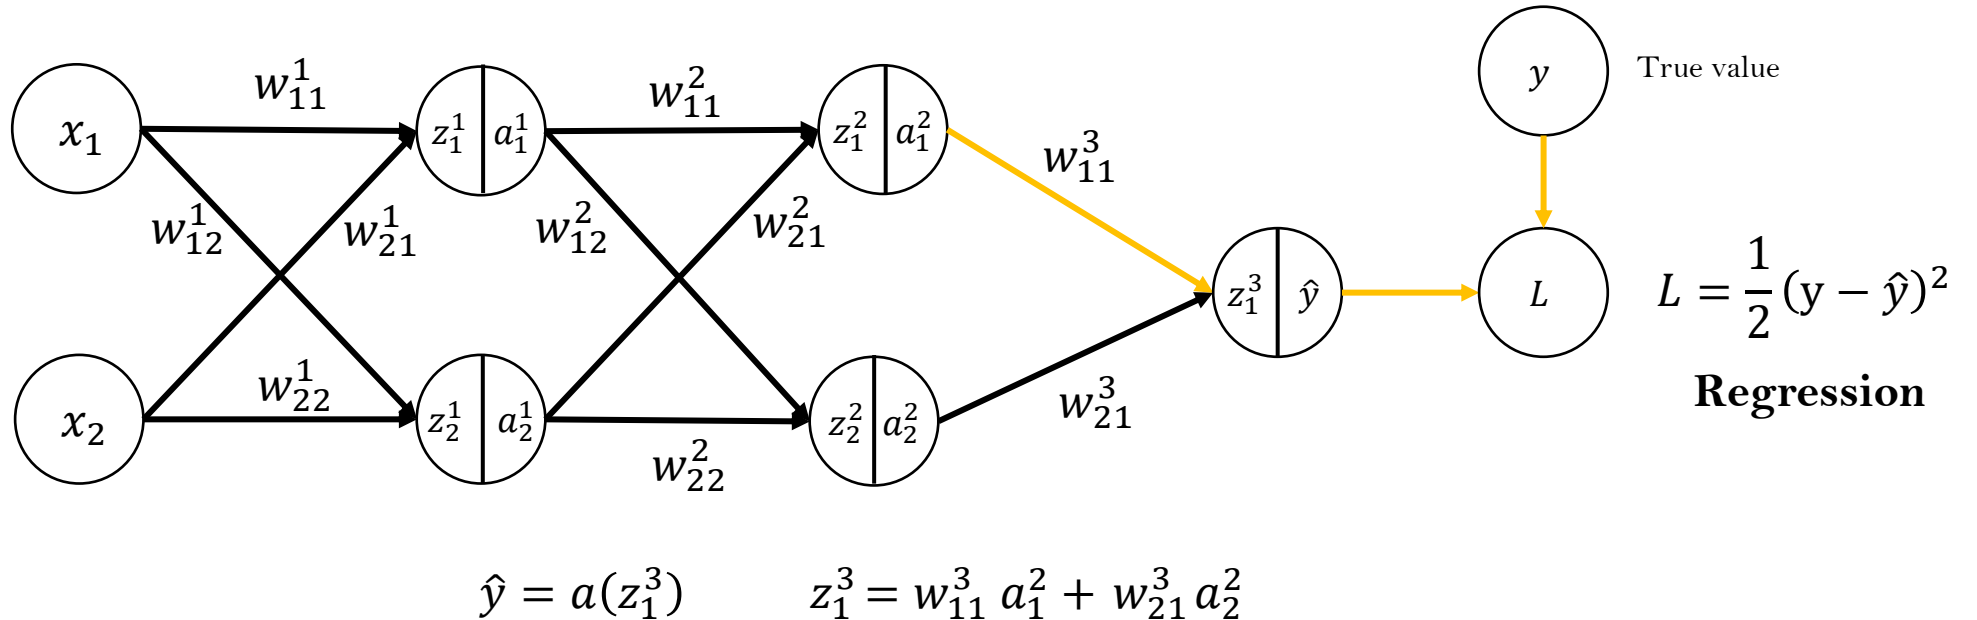 x₁
w¹₁₁
z¹₁ a¹₁
w²₁₁
z²₁ a²₁
w³₁₁
y
True value
w¹₁₂
w¹₂₁
w²₁₂
w²₂₁
z³₁ ŷ
L
L = 1/2 (y − ŷ)²
Regression
x₂
w¹₂₂
z¹₂ a¹₂
w²₂₂
z²₂ a²₂
w³₂₁
ŷ = a(z³₁)
z³₁ = w³₁₁ a²₁ + w³₂₁ a²₂